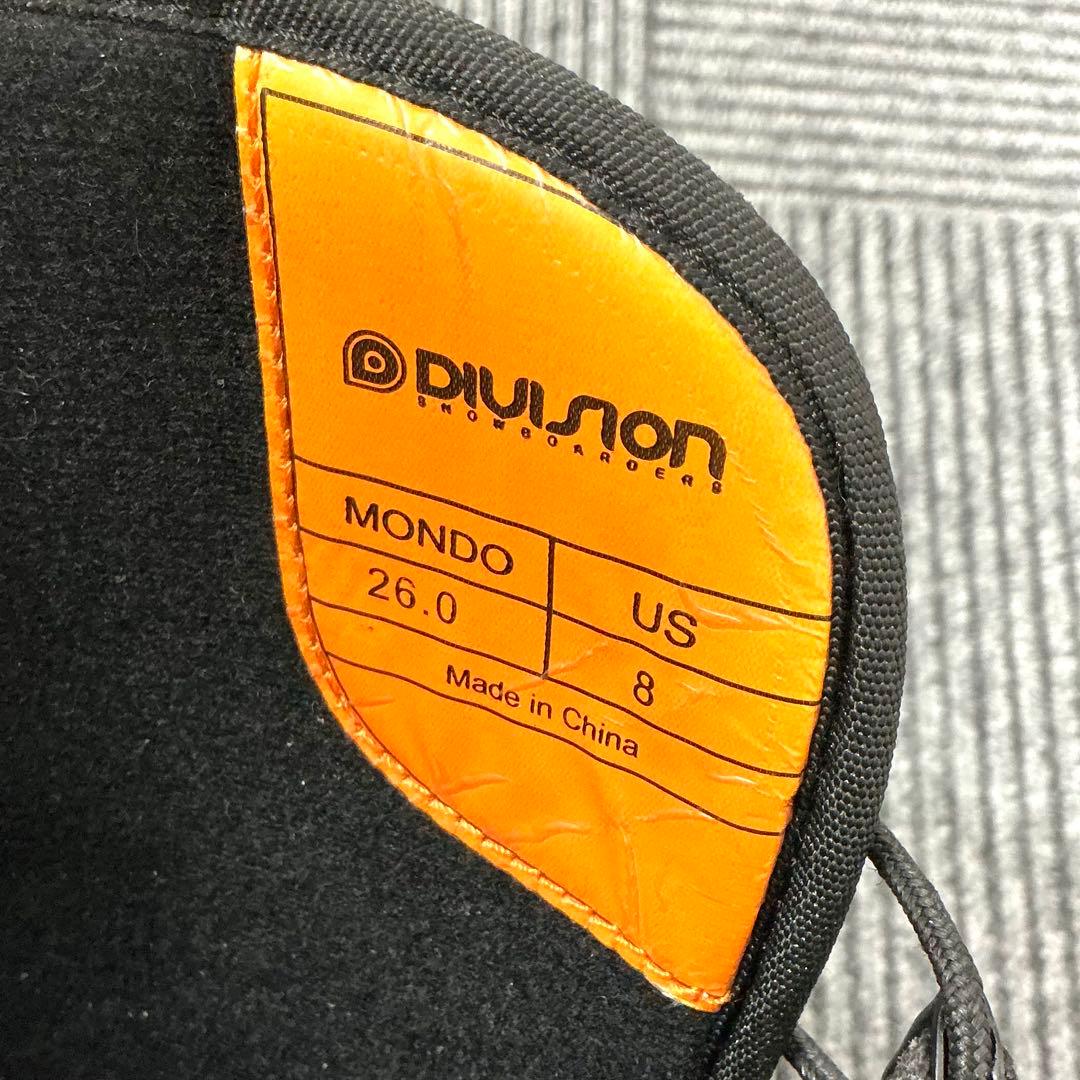 DIVISION
SNOWBOARDERS
MONDO US
26.0 8
Made in China